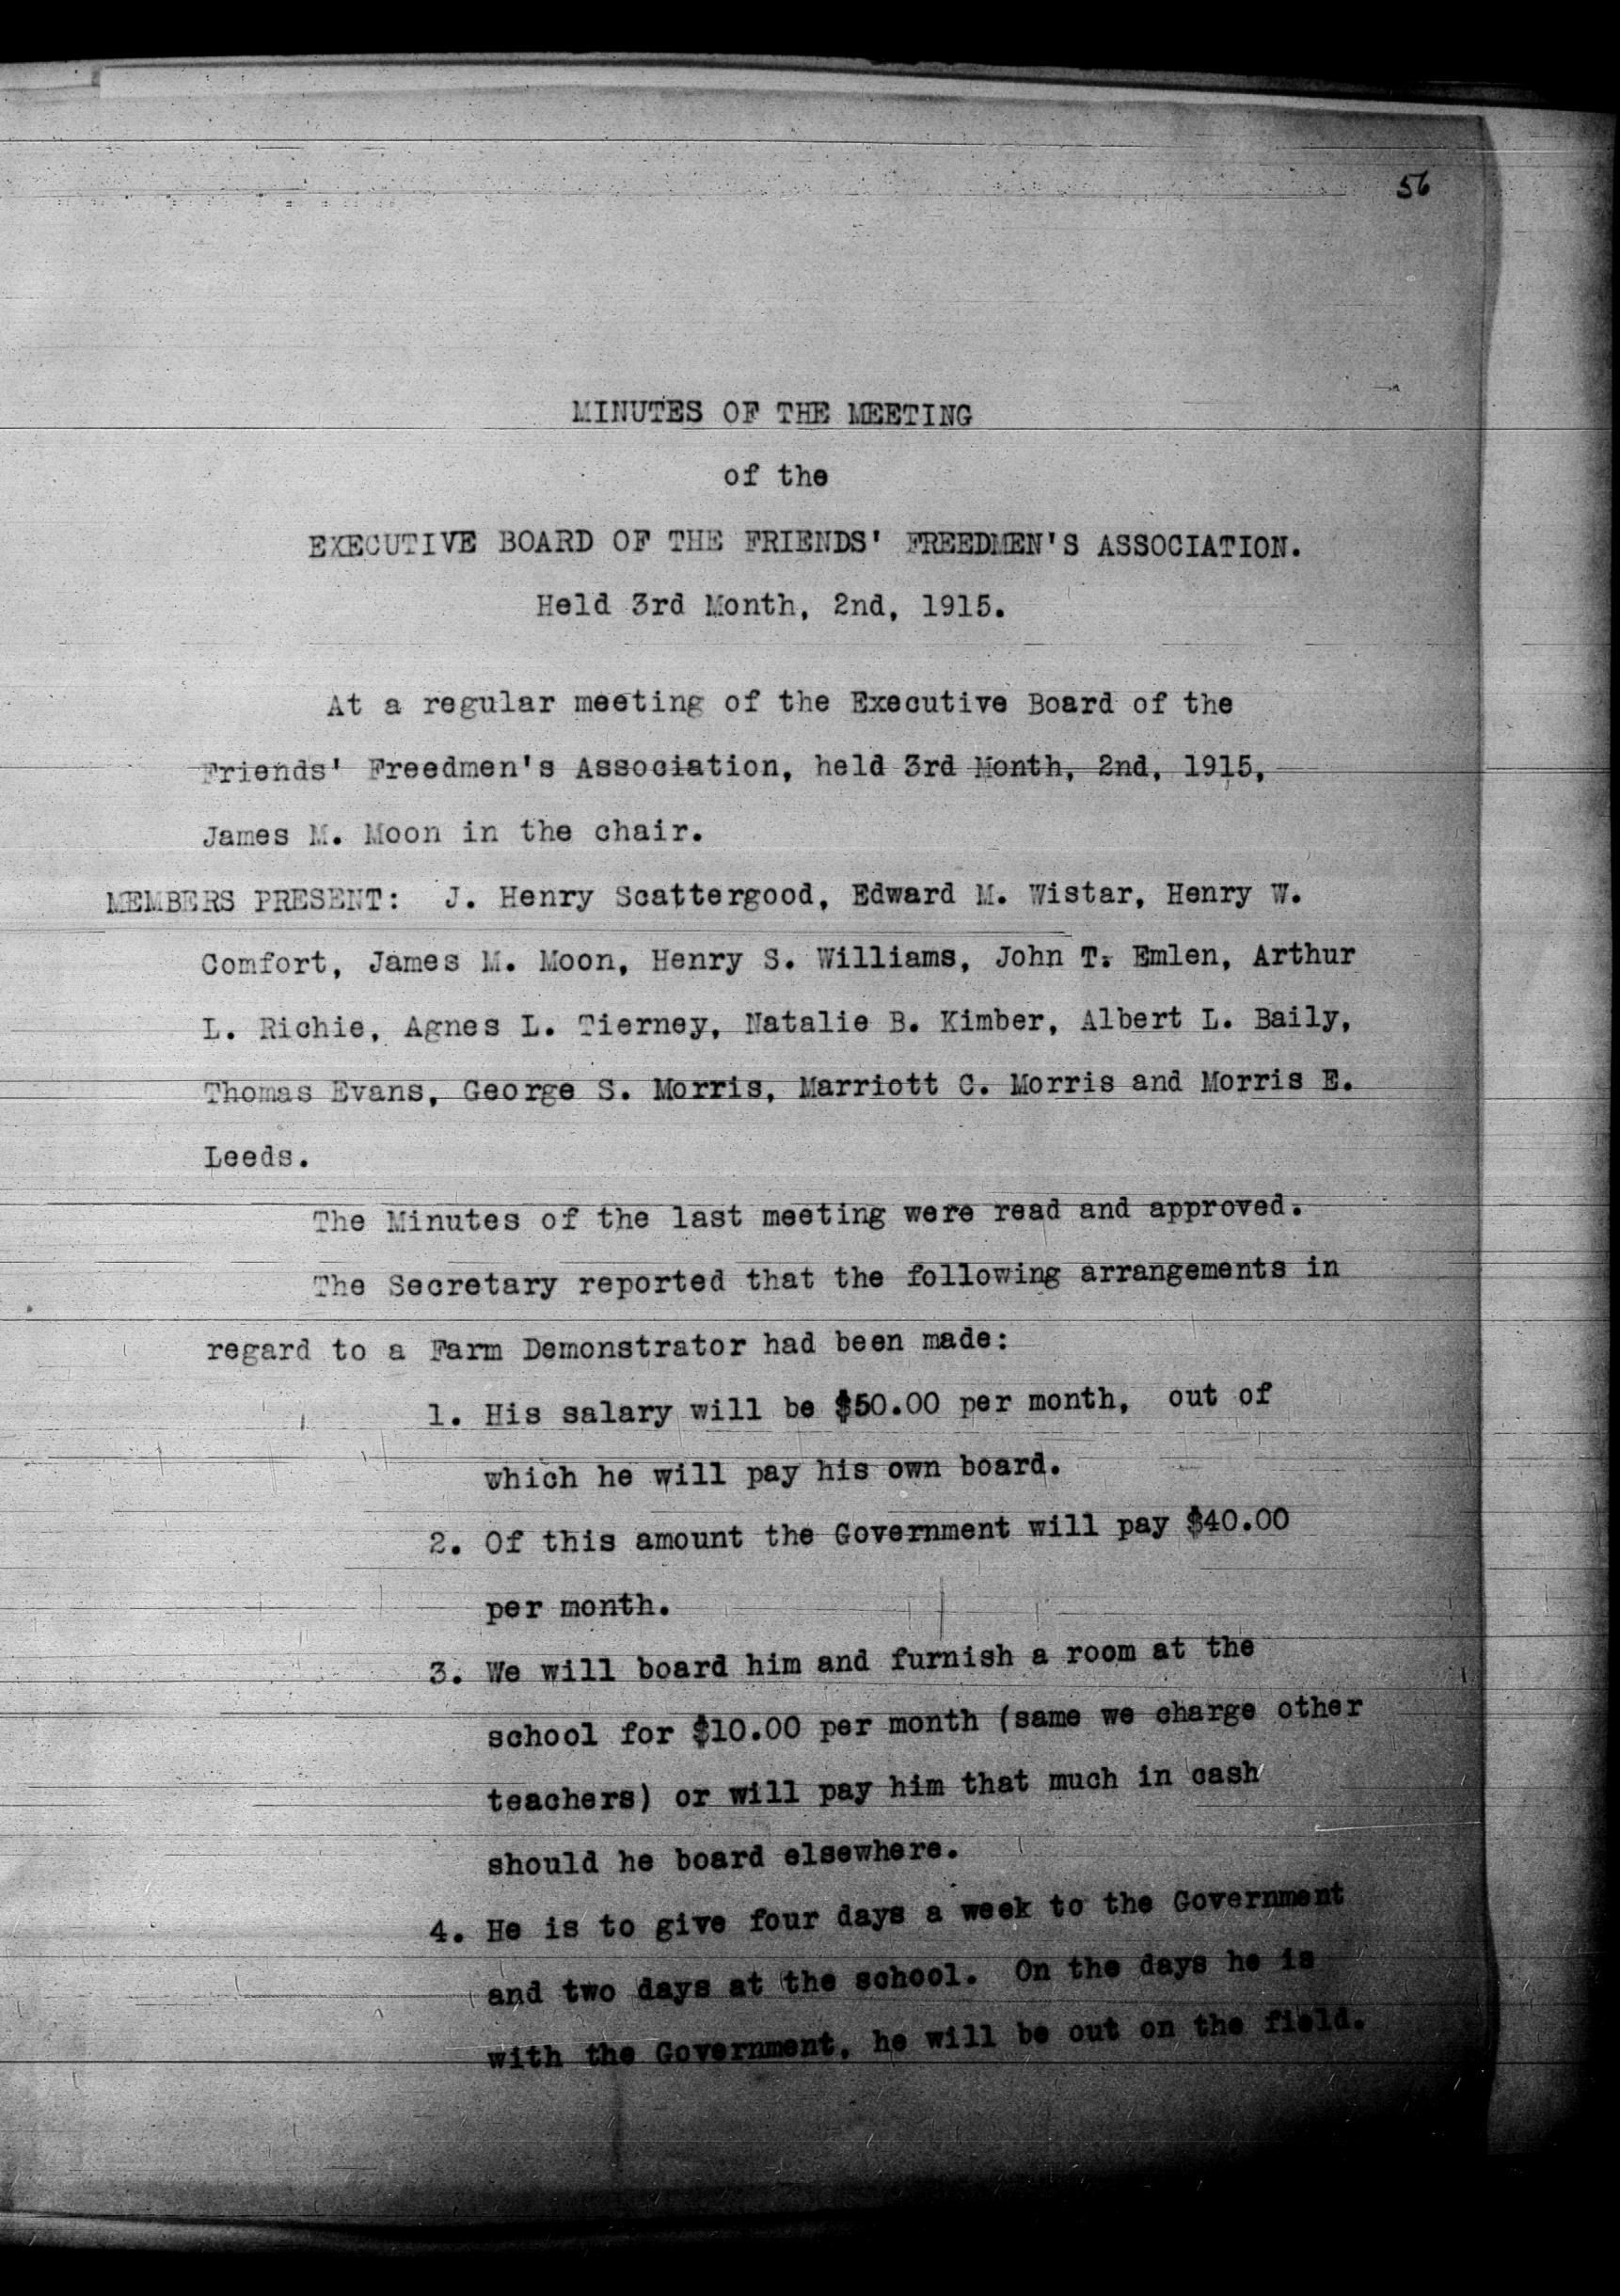 56
MINUTES OF THE MEETING
of the
EXECUTIVE BOARD OF THE FRIENDS' FREEDMEN'S ASSOCIATION.
Held 3rd Month, 2nd, 1915.
At a regular meeting of the Executive Board of the
Friends' Freedmen's Association, held 3rd Month, 2nd, 1915,
James M. Moon in the chair.
MEMBERS PRESENT: J. Henry Scattergood, Edward M. Wistar, Henry W.
Comfort, James M. Moon, Henry S. Williams, John T. Emlen, Arthur
L. Richie, Agnes L. Tierney, Natalie B. Kimber, Albert L. Baily,
Thomas Evans, George S. Morris, Marriott C. Morris and Morris E.
Leeds.
The Minutes of the last meeting were read and approved.
The Secretary reported that the following arrangements in
regard to a Farm Demonstrator had been made:
1. His salary will be $50.00 per month, out of
which he will pay his own board.
2. Of this amount the Government will pay $40.00
per month.
3. We will board him and furnish a room at the
school for $10.00 per month (same we charge other
teachers) or will pay him that much in cash
should he board elsewhere.
4. He is to give four days a week to the Government
and two days at the school. On the days he is
with the Government, he will be out on the field.